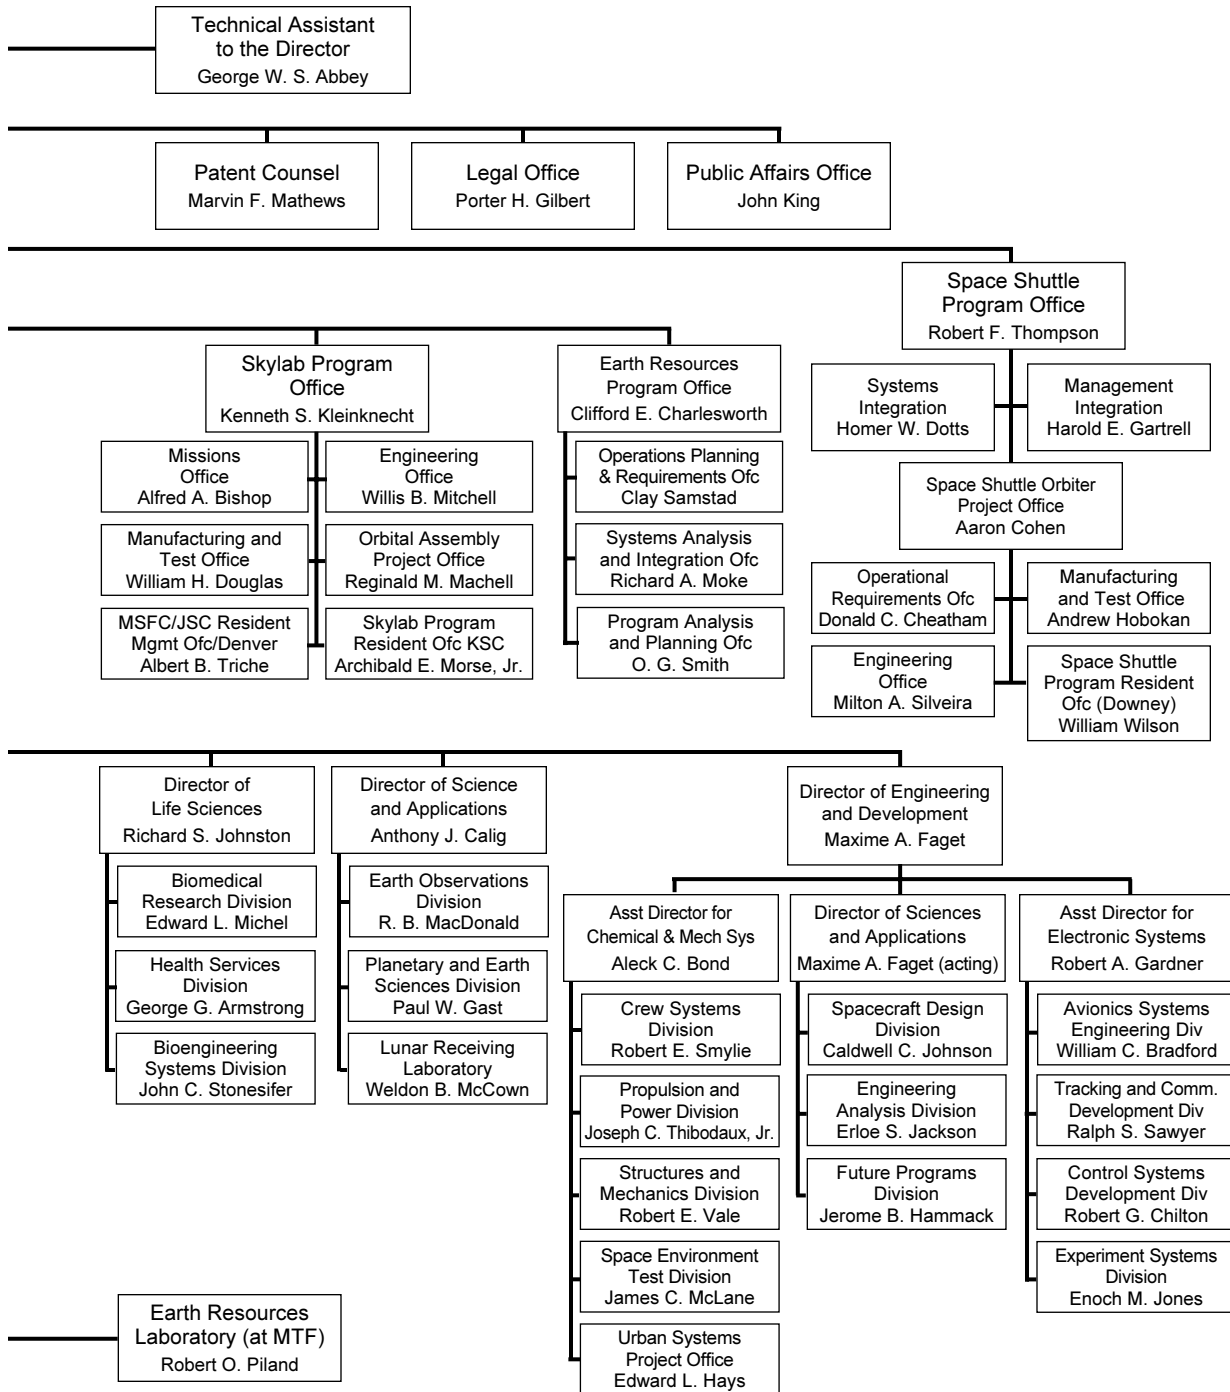 Technical Assistant
to the Director
George W. S. Abbey
Patent Counsel
Marvin F. Mathews
Legal Office
Porter H. Gilbert
Public Affairs Office
John King
Space Shuttle
Program Office
Robert F. Thompson
Skylab Program
Office
Kenneth S. Kleinknecht
Earth Resources
Program Office
Clifford E. Charlesworth
Systems
Integration
Homer W. Dotts
Management
Integration
Harold E. Gartrell
Missions
Office
Alfred A. Bishop
Engineering
Office
Willis B. Mitchell
Operations Planning
& Requirements Ofc
Clay Samstad
Space Shuttle Orbiter
Project Office
Aaron Cohen
Manufacturing and
Test Office
William H. Douglas
Orbital Assembly
Project Office
Reginald M. Machell
Systems Analysis
and Integration Ofc
Richard A. Moke
Operational
Requirements Ofc
Donald C. Cheatham
Manufacturing
and Test Office
Andrew Hobokan
MSFC/JSC Resident
Mgmt Ofc/Denver
Albert B. Triche
Skylab Program
Resident Ofc KSC
Archibald E. Morse, Jr.
Program Analysis
and Planning Ofc
O. G. Smith
Engineering
Office
Milton A. Silveira
Space Shuttle
Program Resident
Ofc (Downey)
William Wilson
Director of
Life Sciences
Richard S. Johnston
Director of Science
and Applications
Anthony J. Calig
Director of Engineering
and Development
Maxime A. Faget
Biomedical
Research Division
Edward L. Michel
Earth Observations
Division
R. B. MacDonald
Health Services
Division
George G. Armstrong
Planetary and Earth
Sciences Division
Paul W. Gast
Bioengineering
Systems Division
John C. Stonesifer
Lunar Receiving
Laboratory
Weldon B. McCown
Asst Director for
Chemical & Mech Sys
Aleck C. Bond
Director of Sciences
and Applications
Maxime A. Faget (acting)
Asst Director for
Electronic Systems
Robert A. Gardner
Crew Systems
Division
Robert E. Smylie
Spacecraft Design
Division
Caldwell C. Johnson
Avionics Systems
Engineering Div
William C. Bradford
Propulsion and
Power Division
Joseph C. Thibodaux, Jr.
Engineering
Analysis Division
Erloe S. Jackson
Tracking and Comm.
Development Div
Ralph S. Sawyer
Structures and
Mechanics Division
Robert E. Vale
Future Programs
Division
Jerome B. Hammack
Control Systems
Development Div
Robert G. Chilton
Space Environment
Test Division
James C. McLane
Experiment Systems
Division
Enoch M. Jones
Urban Systems
Project Office
Edward L. Hays
Earth Resources
Laboratory (at MTF)
Robert O. Piland